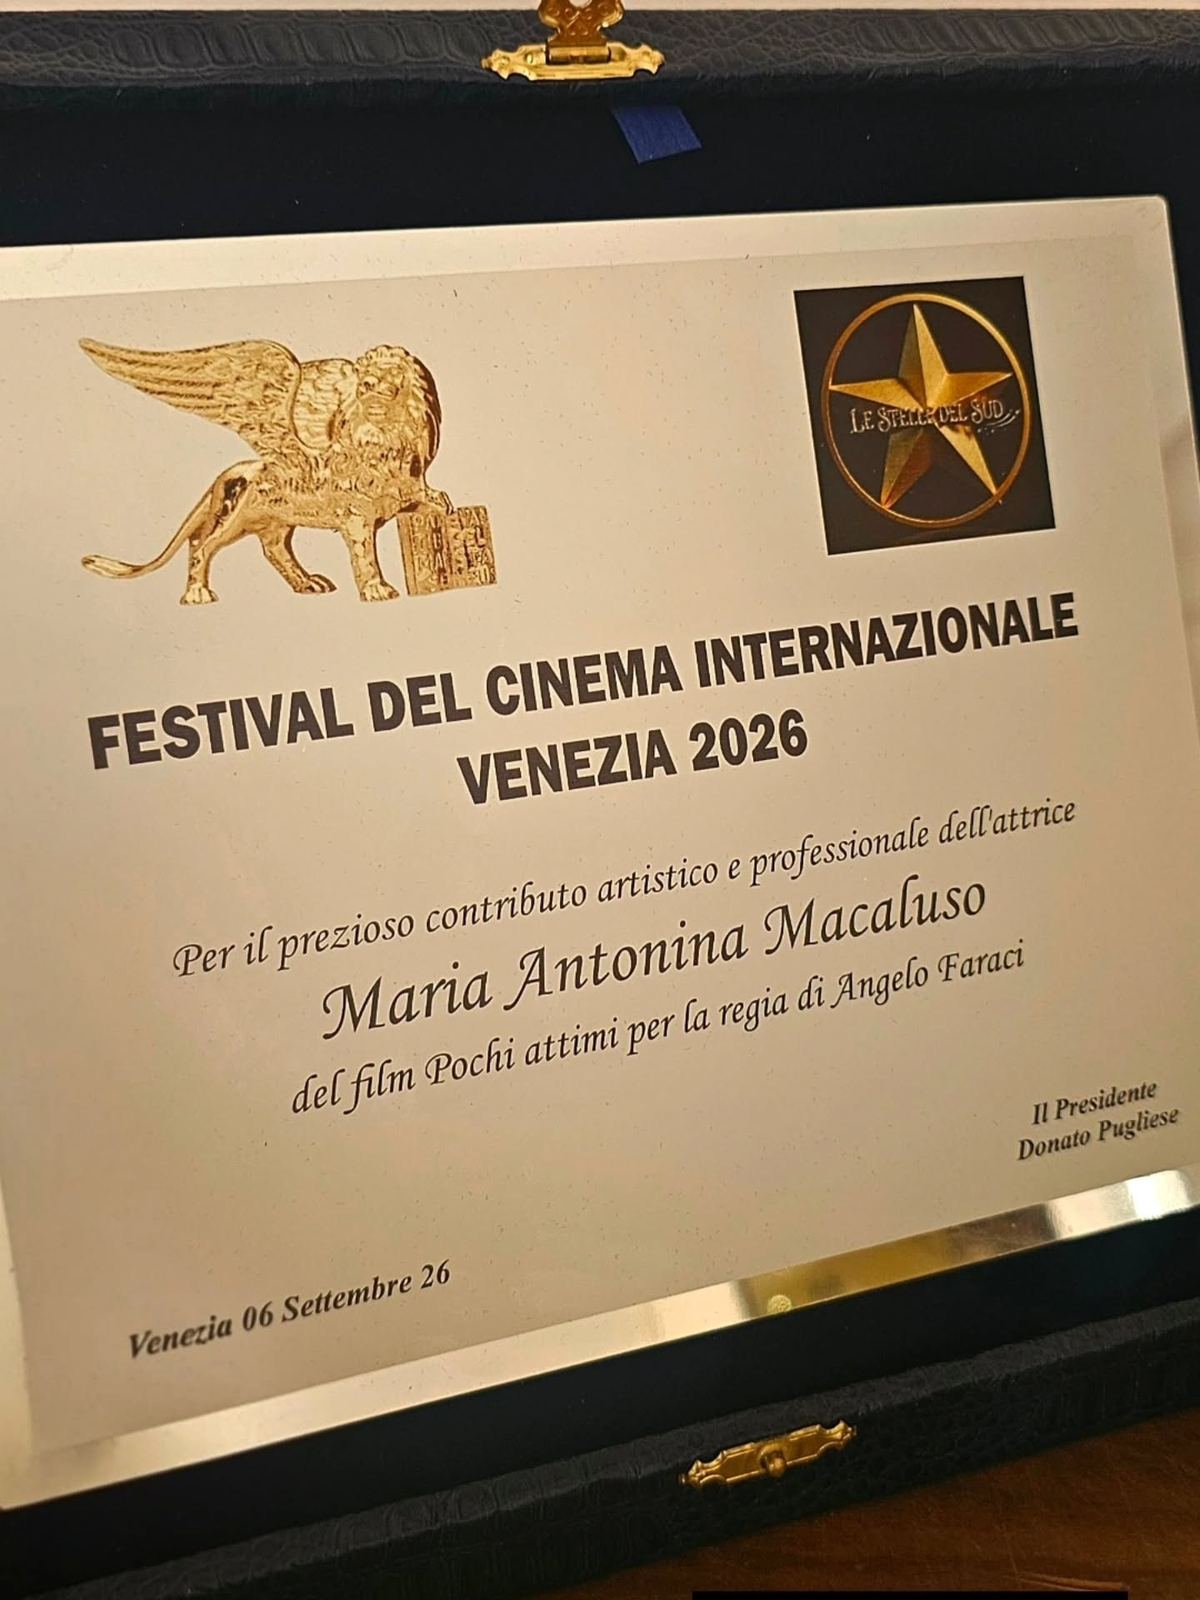 LE STELLE DEL SUD
FESTIVAL DEL CINEMA INTERNAZIONALE
VENEZIA 2026
Per il prezioso contributo artistico e professionale dell'attrice
Maria Antonina Macaluso
del film Pochi attimi per la regia di Angelo Faraci
Il Presidente
Donato Pugliese
Venezia 06 Settembre 26